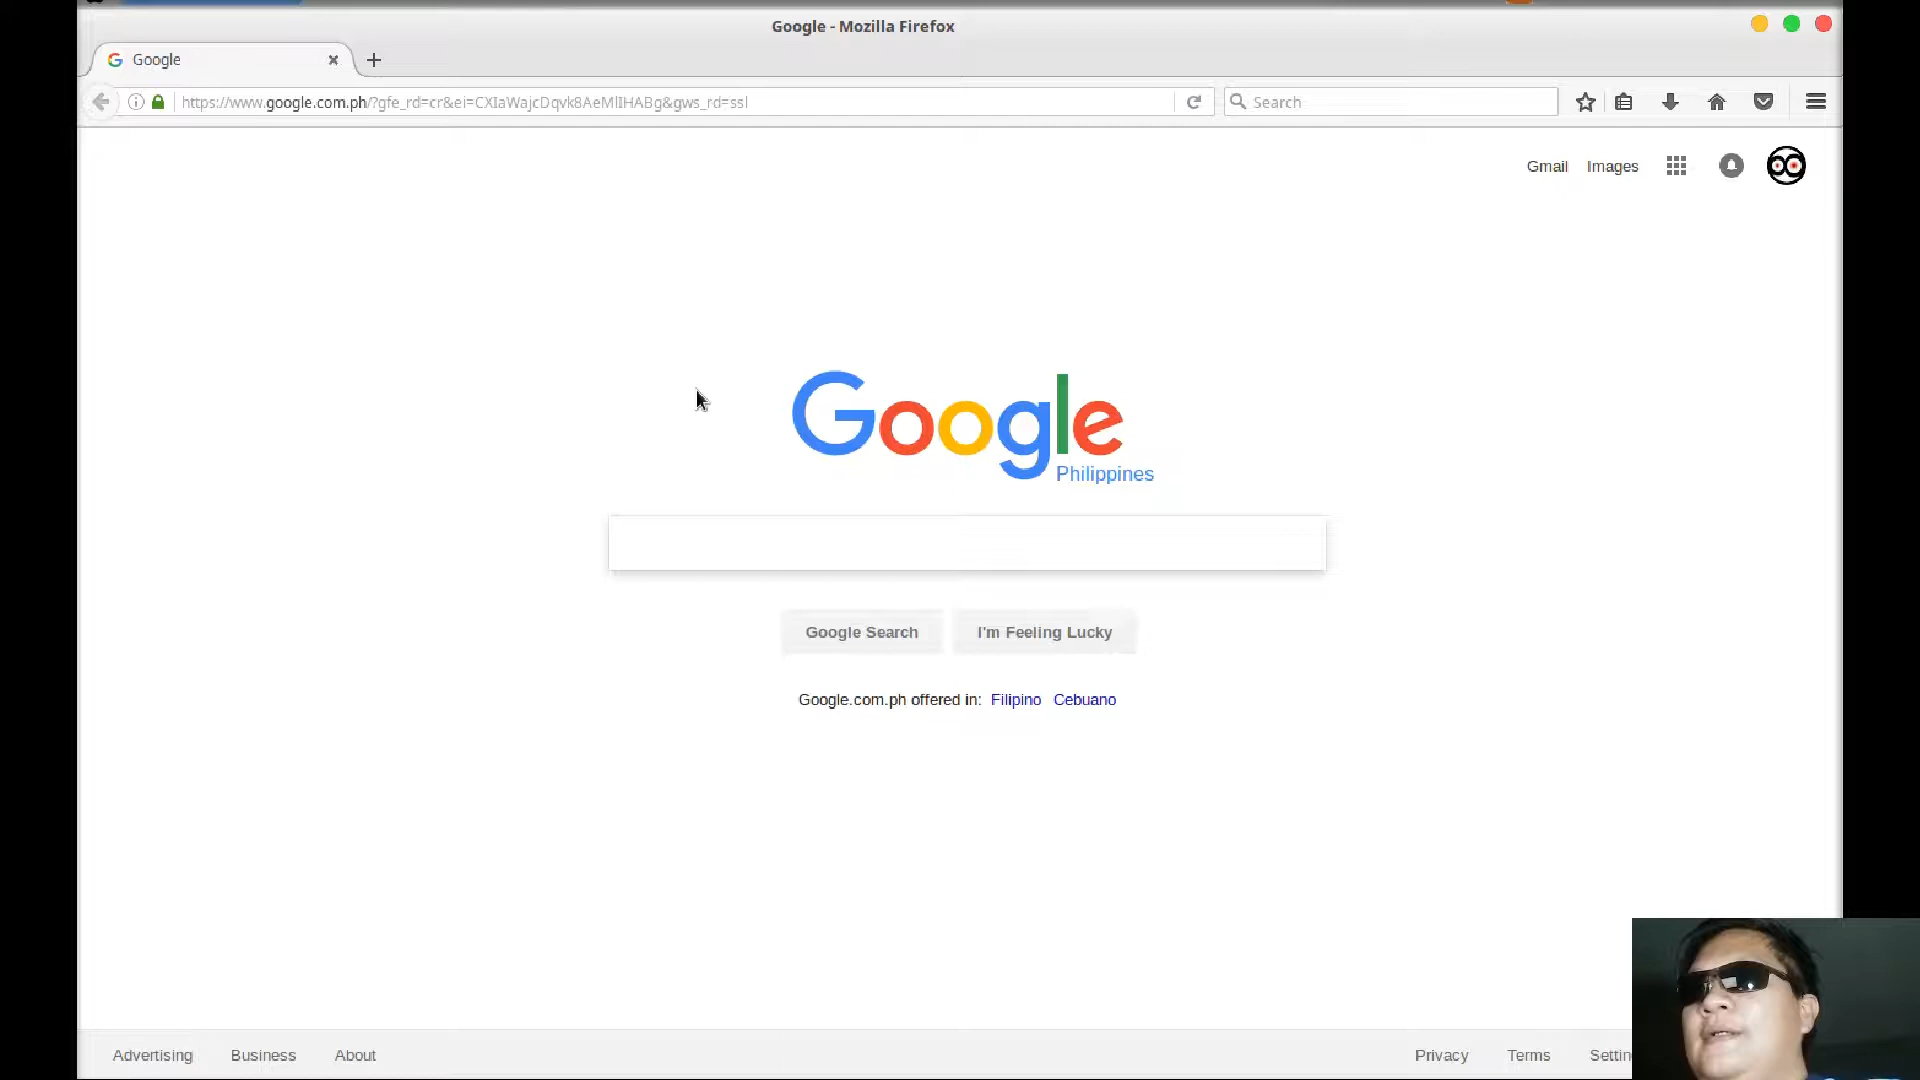 Google - Mozilla Firefox
Google
https://www.google.com.ph/?gfe_rd=cr&ei=CXIaWajcDqvk8AeMlIHABg&gws_rd=ssl
Search
Gmail Images
Google
Philippines
Google Search I'm Feeling Lucky
Google.com.ph offered in: Filipino Cebuano
Advertising Business About
Privacy Terms Settin